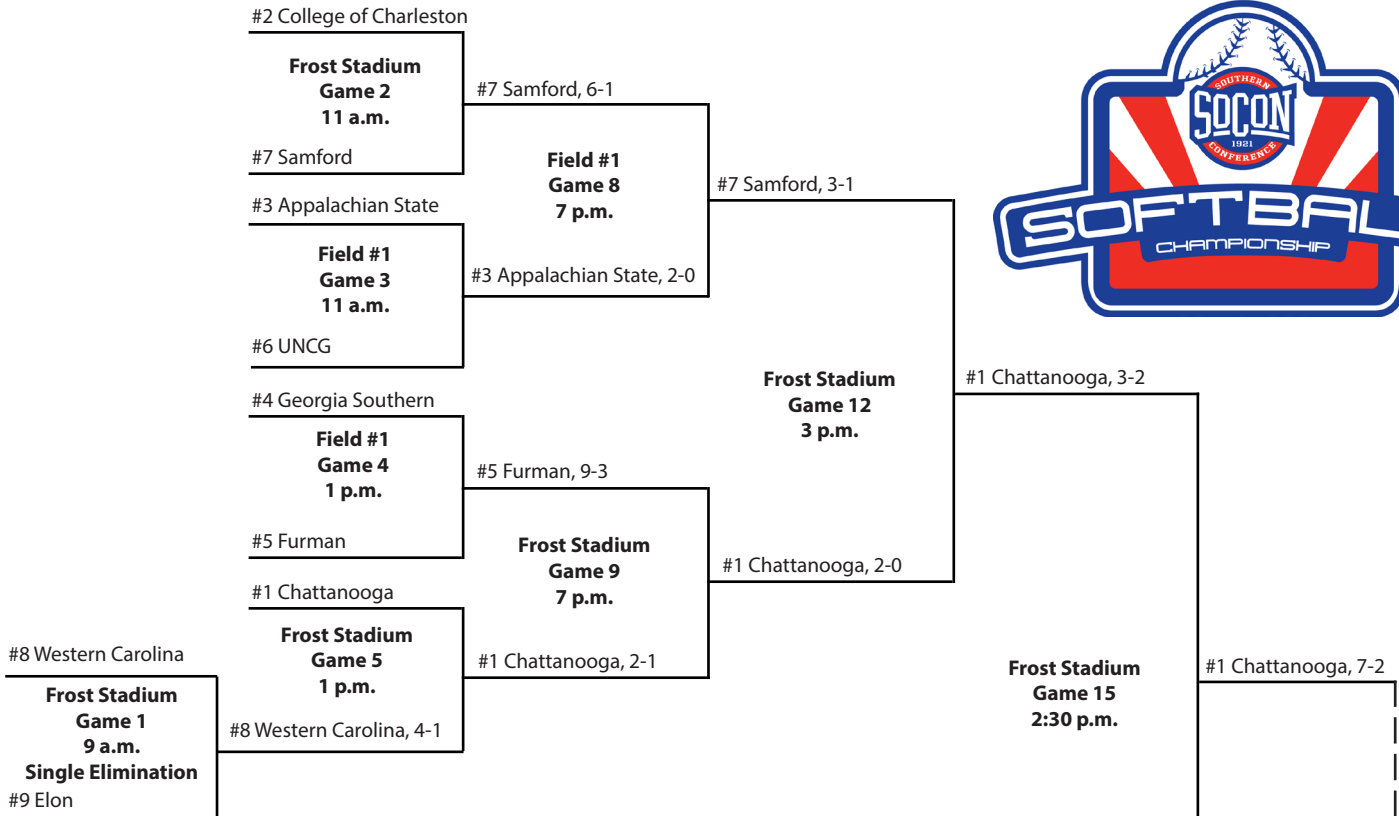 #2 College of Charleston
Frost Stadium
Game 2
11 a.m.
#7 Samford
#7 Samford, 6-1
#3 Appalachian State
Field #1
Game 3
11 a.m.
#6 UNCG
#3 Appalachian State, 2-0
Field #1
Game 8
7 p.m.
#7 Samford, 3-1
#4 Georgia Southern
Field #1
Game 4
1 p.m.
#5 Furman
#5 Furman, 9-3
#8 Western Carolina
Frost Stadium
Game 1
9 a.m.
Single Elimination
#9 Elon
#1 Chattanooga
Frost Stadium
Game 5
1 p.m.
#8 Western Carolina, 4-1
#1 Chattanooga, 2-1
Frost Stadium
Game 9
7 p.m.
#1 Chattanooga, 2-0
Frost Stadium
Game 12
3 p.m.
#1 Chattanooga, 3-2
Frost Stadium
Game 15
2:30 p.m.
#1 Chattanooga, 7-2
SOUTHERN
SOCON
1921
CONFERENCE
SOFTBAL
CHAMPIONSHIP